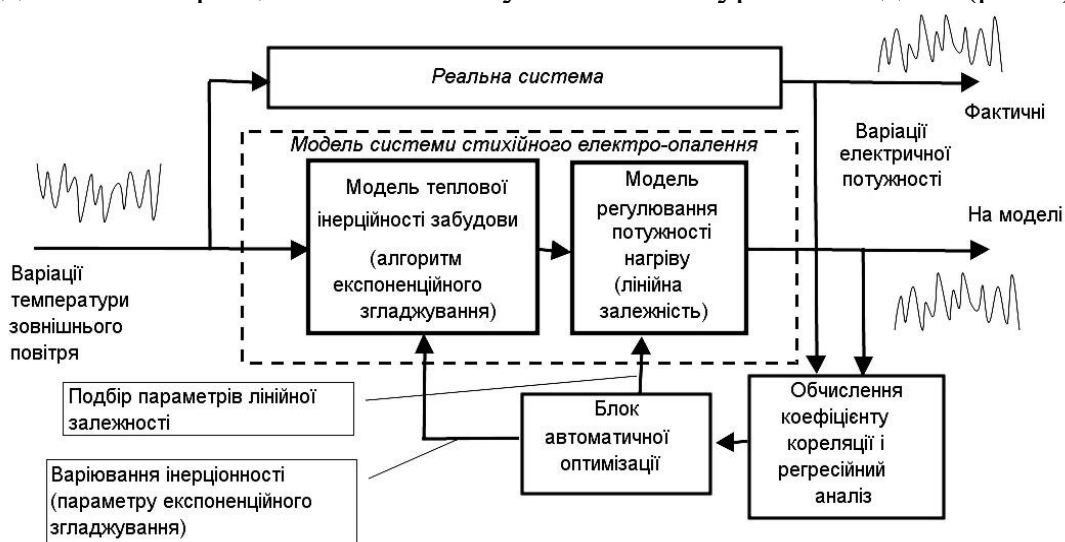 Реальна система
Фактичні
Варіації
електричної
потужності
Модель системи стихійного електро-опалення
Модель теплової
інерційності забудови
(алгоритм
експоненційного
згладжування)
Модель
регулювання
потужності
нагріву
(лінійна
залежність)
На моделі
Варіації
температури
зовнішнього
повітря
Подбір параметрів лінійної
залежності
Блок
автоматичної
оптимізації
Обчислення
коефіцієнту
кореляції і
регресійний
аналіз
Варіювання інерціонності
(параметру експоненційного
згладжування)